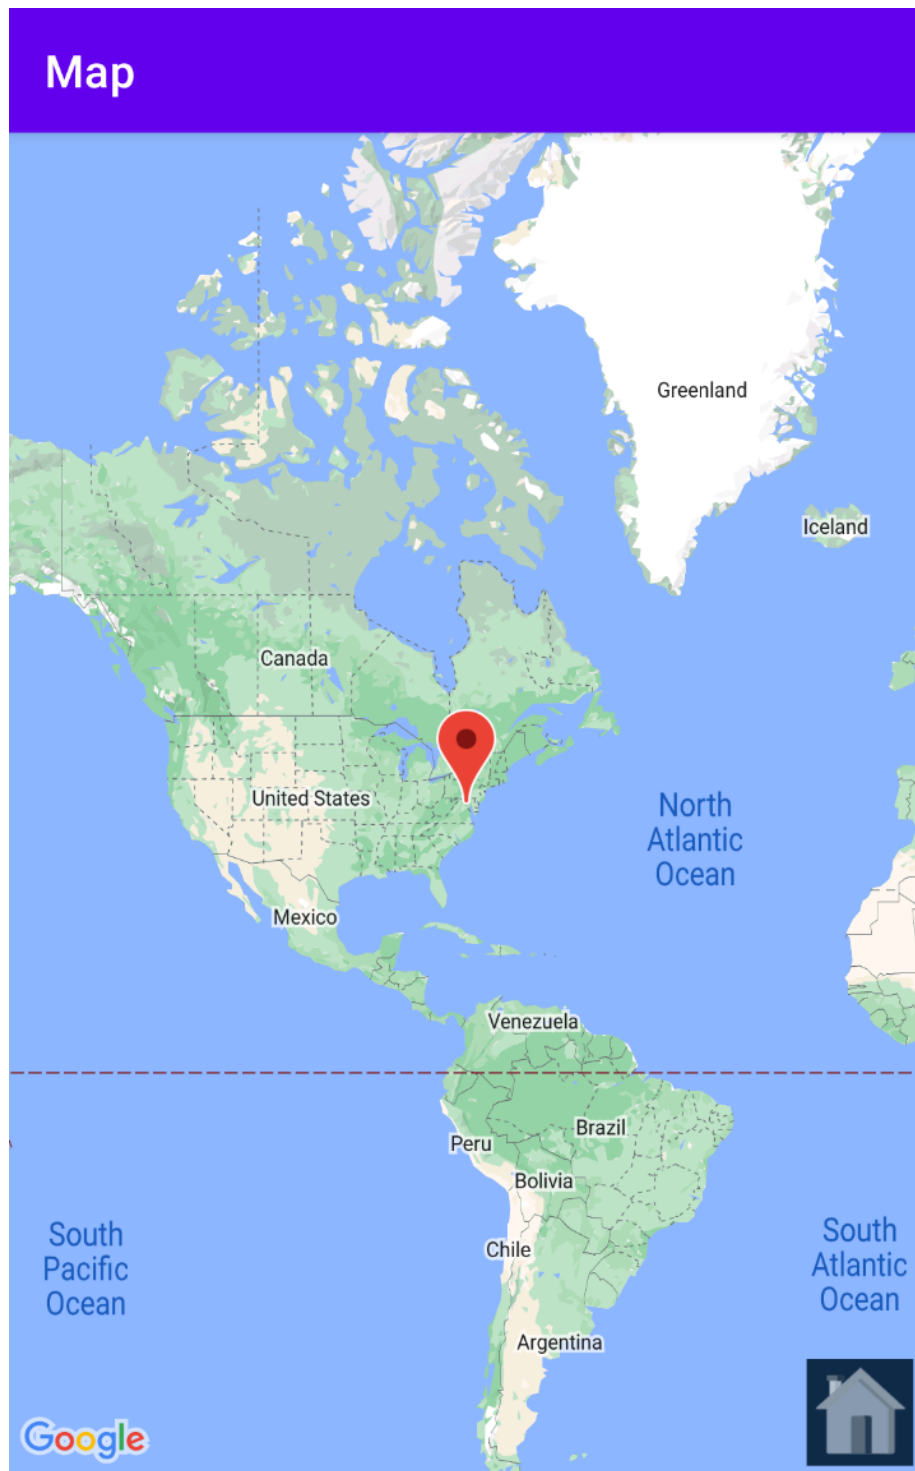 Map
Greenland
Iceland
Canada
United States
North
Atlantic
Ocean
Mexico
Venezuela
Brazil
Peru
Bolivia
South
Pacific
Ocean
Chile
South
Atlantic
Ocean
Argentina
Google